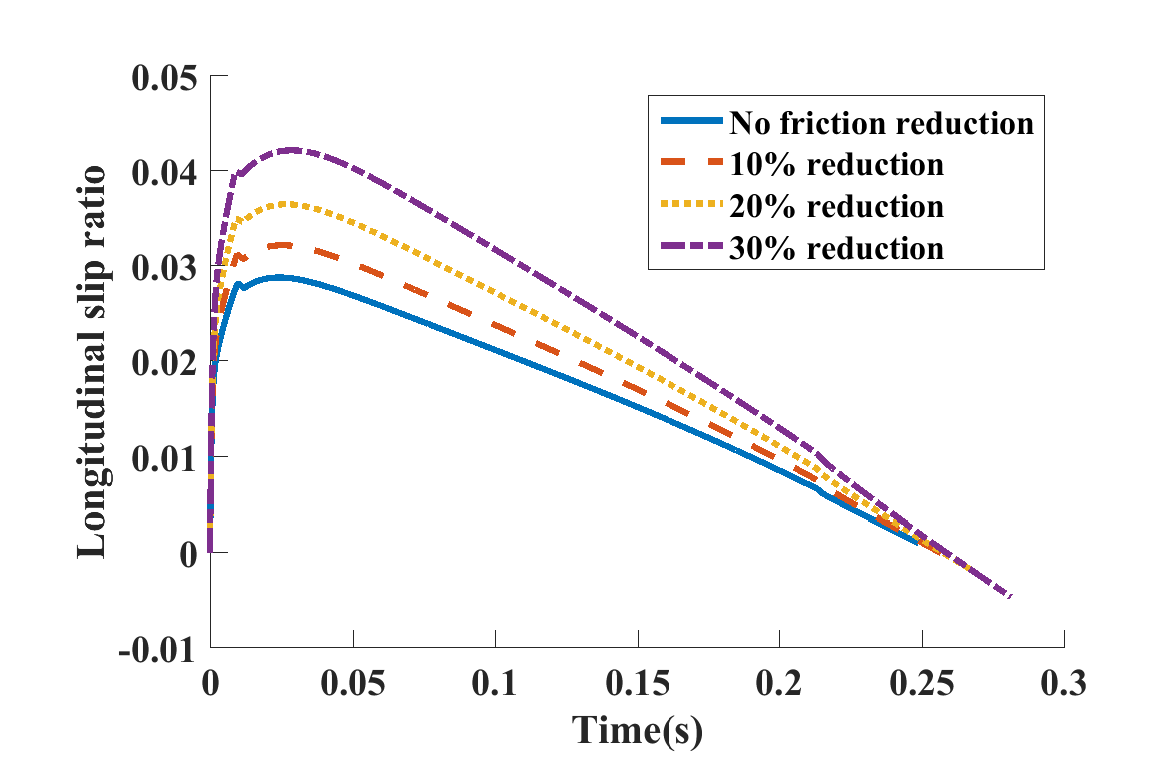 0.05
0.04
0.03
0.02
0.01
0
-0.01
Longitudinal slip ratio
No friction reduction
10% reduction
20% reduction
30% reduction
0
0.05
0.1
0.15
0.2
0.25
0.3
Time(s)